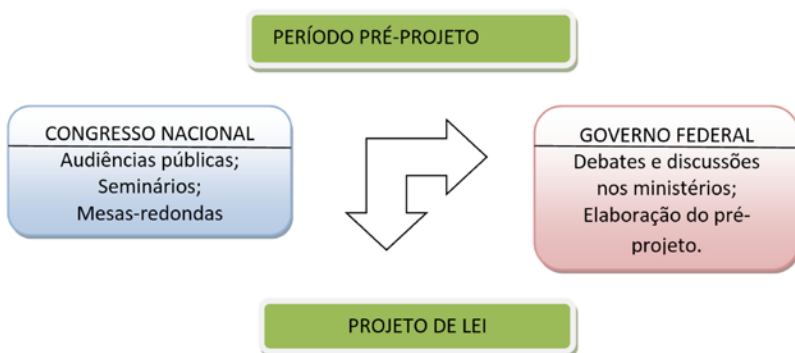 PERÍODO PRÉ-PROJETO
CONGRESSO NACIONAL
Audiências públicas;
Seminários;
Mesas-redondas
GOVERNO FEDERAL
Debates e discussões
nos ministérios;
Elaboração do pré-
projeto.
PROJETO DE LEI